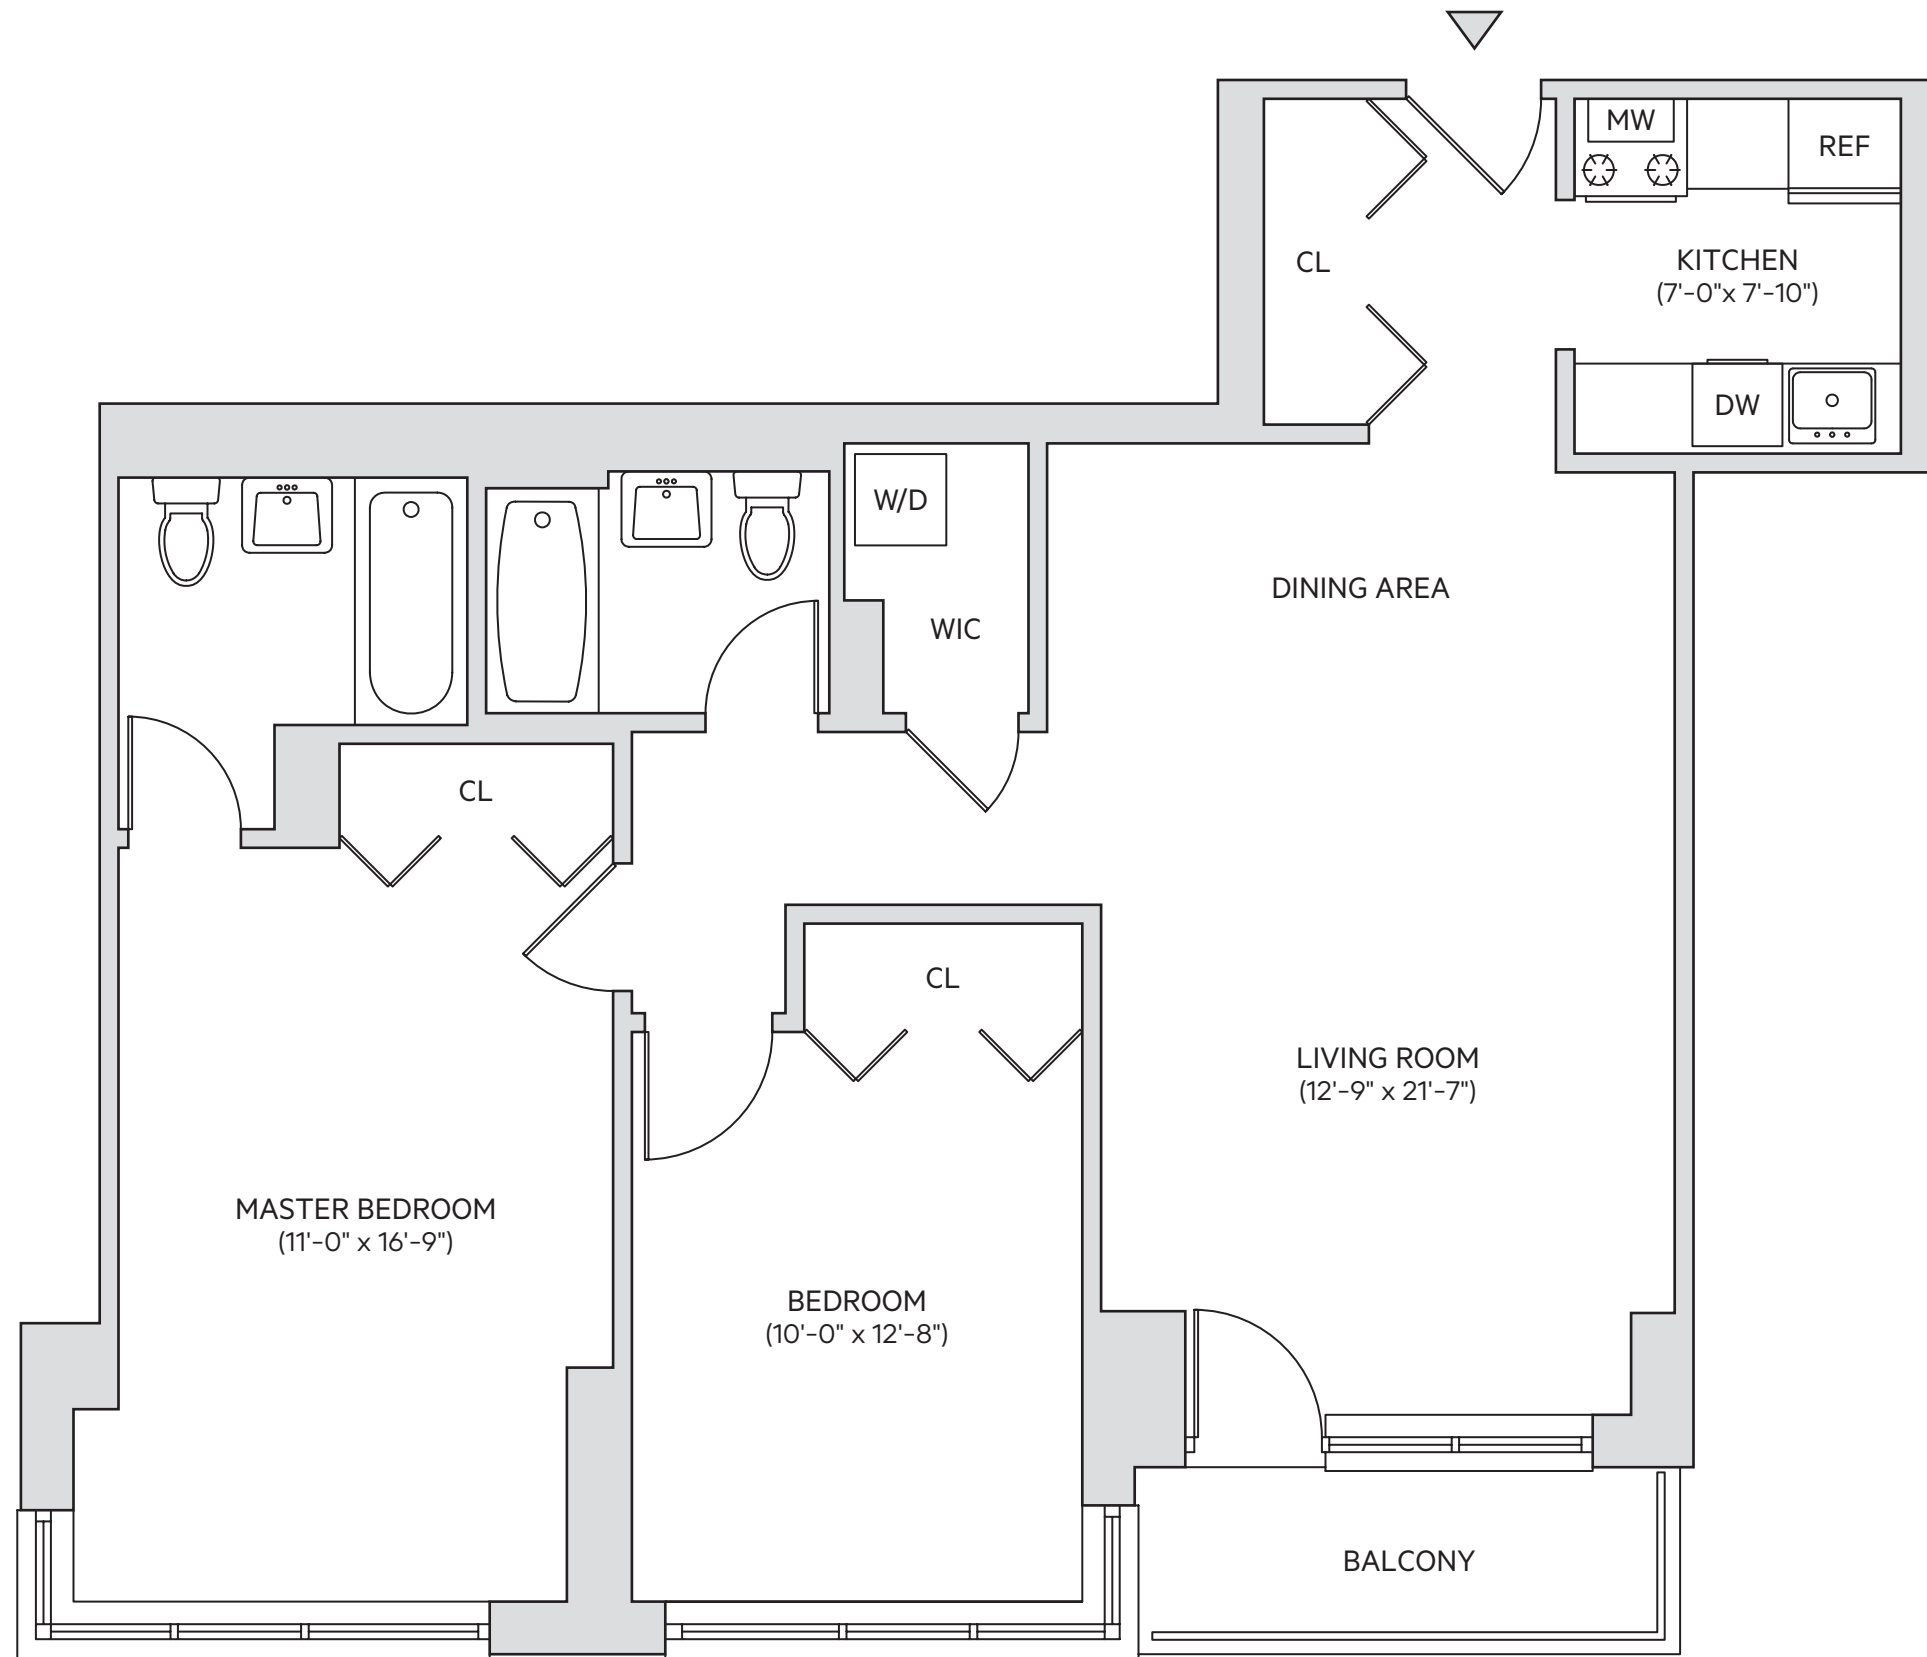 MW
REF
CL
KITCHEN
(7'-0"x 7'-10")
DW
W/D
DINING AREA
WIC
CL
CL
LIVING ROOM
(12'-9" x 21'-7")
MASTER BEDROOM
(11'-0" x 16'-9")
BEDROOM
(10'-0" x 12'-8")
BALCONY